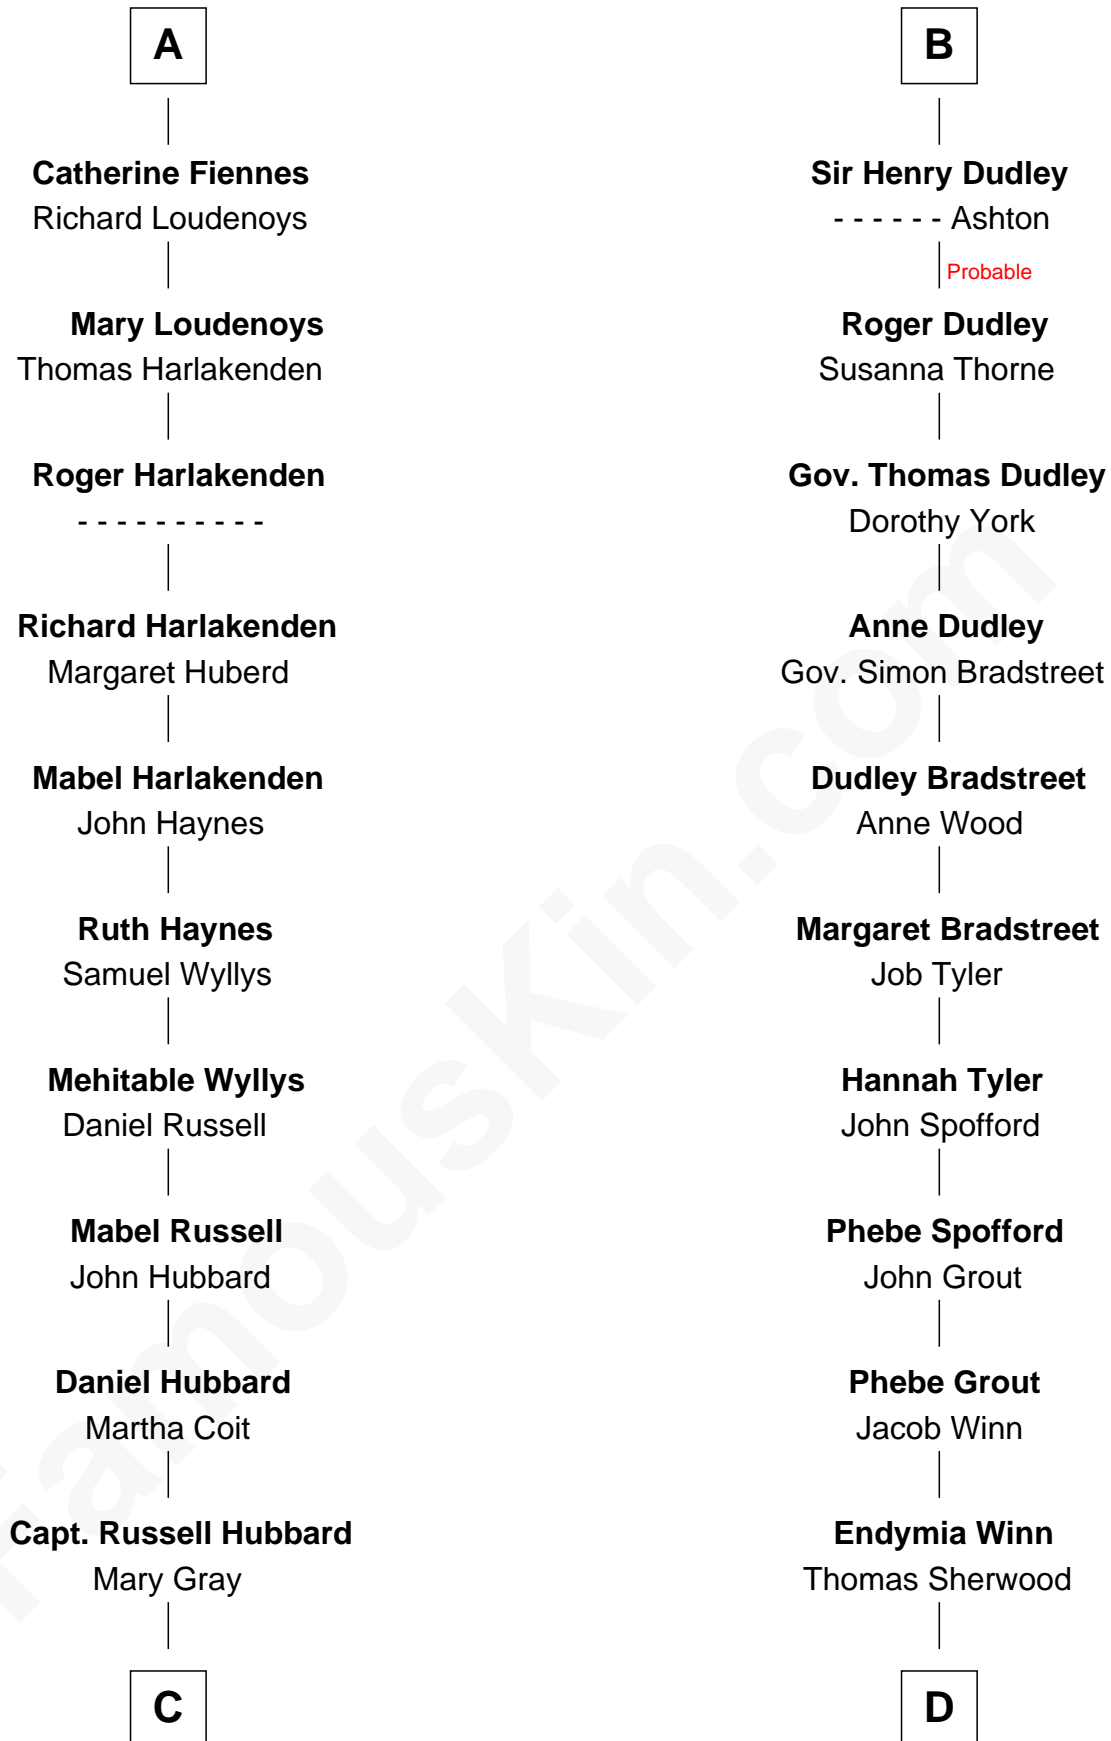 A
Catherine Fiennes
Richard Loudenoys
Mary Loudenoys
Thomas Harlakenden
Roger Harlakenden
- - - - - - - - - -
Richard Harlakenden
Margaret Huberd
Mabel Harlakenden
John Haynes
Ruth Haynes
Samuel Wyllys
Mehitable Wyllys
Daniel Russell
Mabel Russell
John Hubbard
Daniel Hubbard
Martha Coit
Capt. Russell Hubbard
Mary Gray
C
B
Sir Henry Dudley
- - - - - - Ashton
Probable
Roger Dudley
Susanna Thorne
Gov. Thomas Dudley
Dorothy York
Anne Dudley
Gov. Simon Bradstreet
Dudley Bradstreet
Anne Wood
Margaret Bradstreet
Job Tyler
Hannah Tyler
John Spofford
Phebe Spofford
John Grout
Phebe Grout
Jacob Winn
Endymia Winn
Thomas Sherwood
D
FamousKin.com